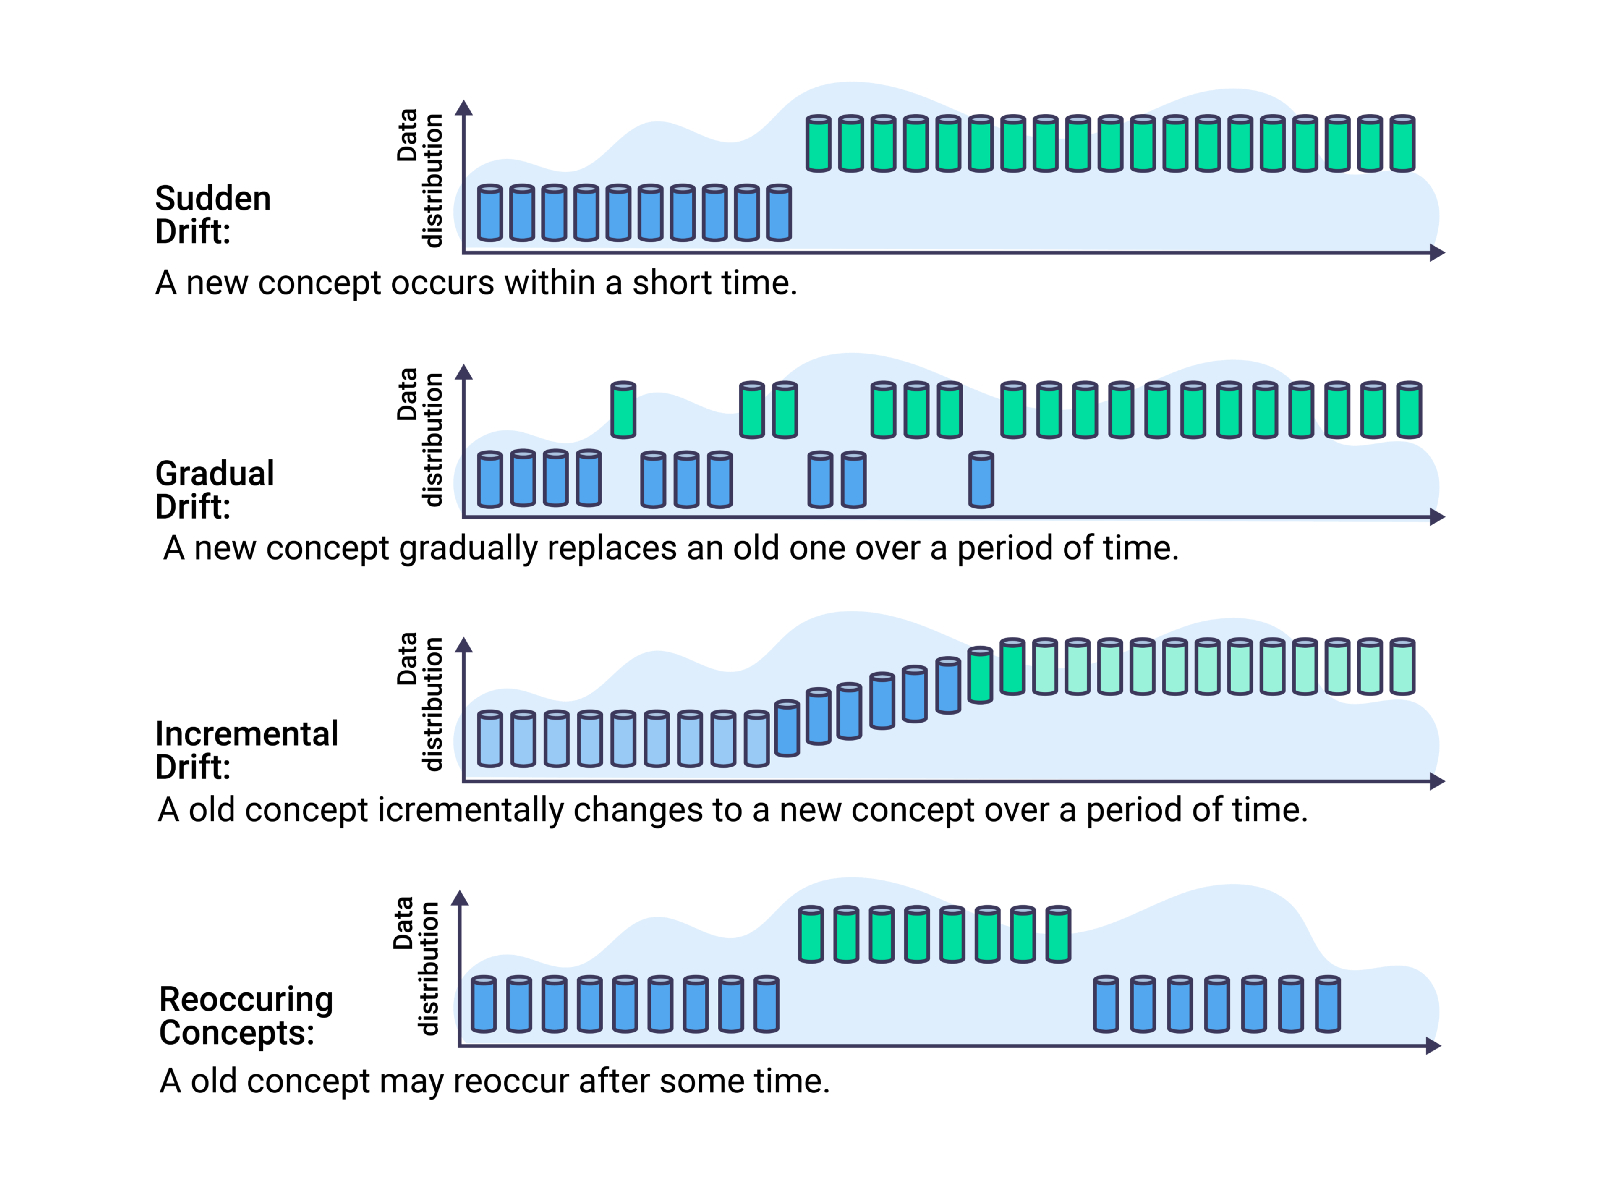 Data
distribution
Sudden
Drift:
A new concept occurs within a short time.
Data
distribution
Gradual
Drift:
A new concept gradually replaces an old one over a period of time.
Data
distribution
Incremental
Drift:
A old concept icrementally changes to a new concept over a period of time.
Data
distribution
Reoccuring
Concepts:
A old concept may reoccur after some time.